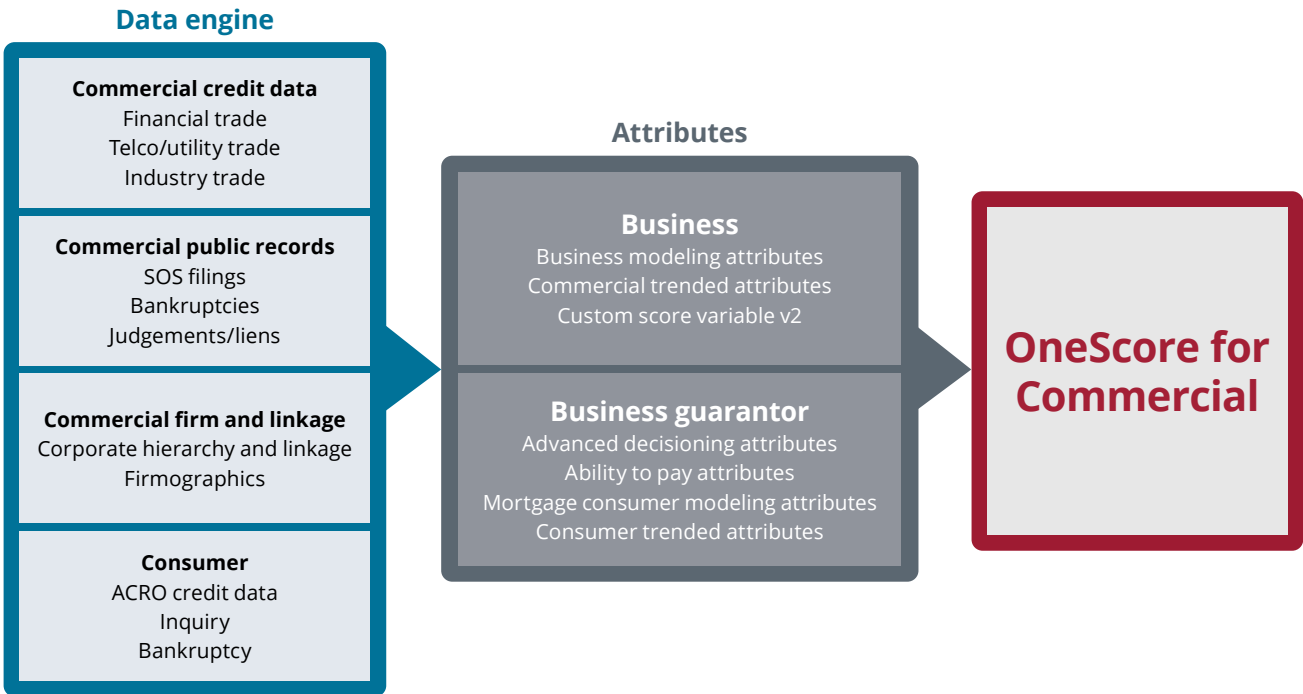 Data engine
Commercial credit data
Financial trade
Telco/utility trade
Industry trade
Commercial public records
SOS filings
Bankruptcies
Judgements/liens
Commercial firm and linkage
Corporate hierarchy and linkage
Firmographics
Consumer
ACRO credit data
Inquiry
Bankruptcy
Attributes
Business
Business modeling attributes
Commercial trended attributes
Custom score variable v2
Business guarantor
Advanced decisioning attributes
Ability to pay attributes
Mortgage consumer modeling attributes
Consumer trended attributes
OneScore for
Commercial